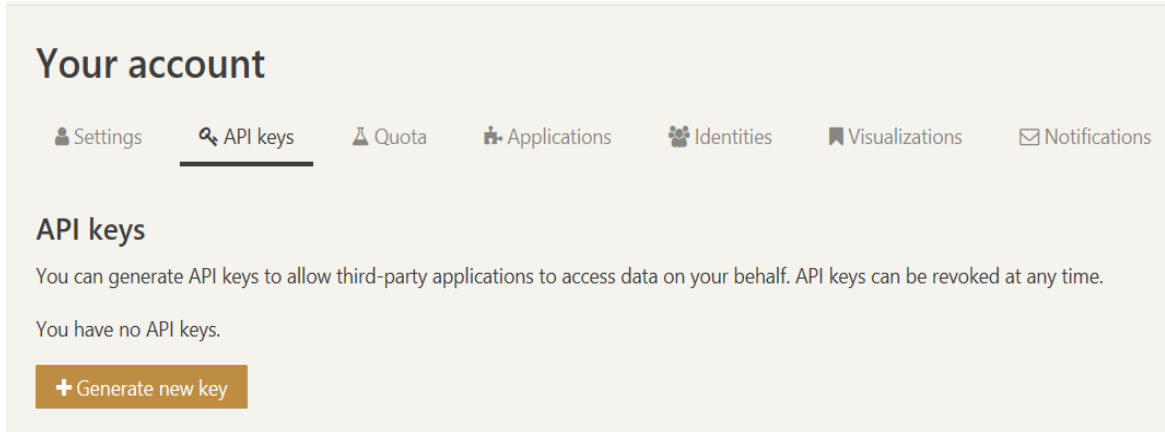 Your account
Settings API keys Quota Applications Identities Visualizations Notifications
API keys
You can generate API keys to allow third-party applications to access data on your behalf. API keys can be revoked at any time.
You have no API keys.
+ Generate new key